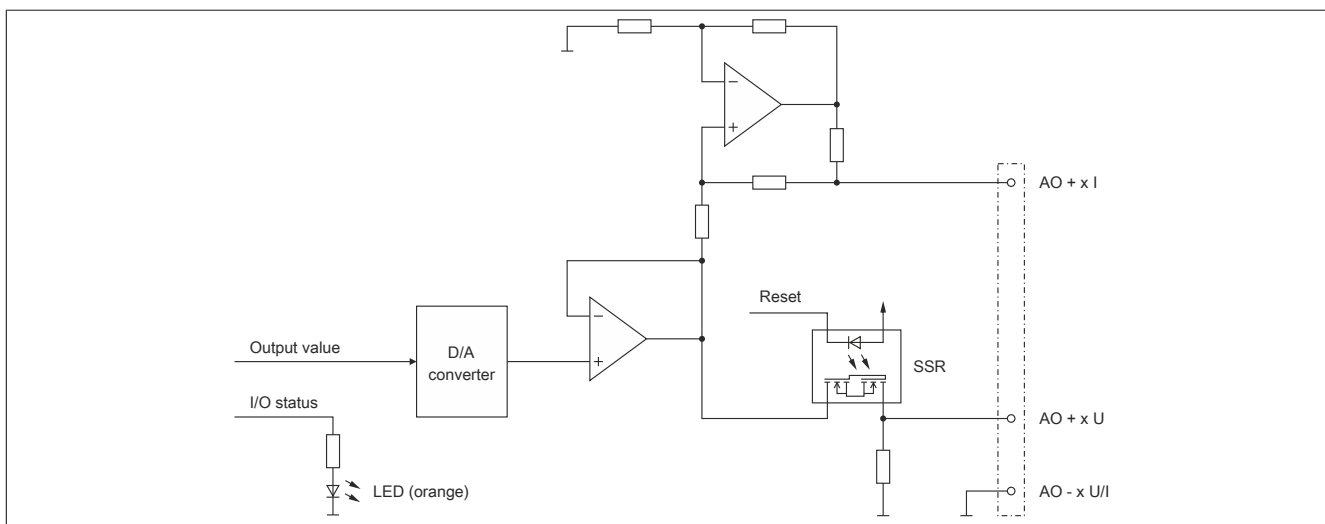 −
+
AO + x I
Reset
−
Output value
D/A
converter
+
SSR
I/O status
AO + x U
LED (orange)
AO - x U/I